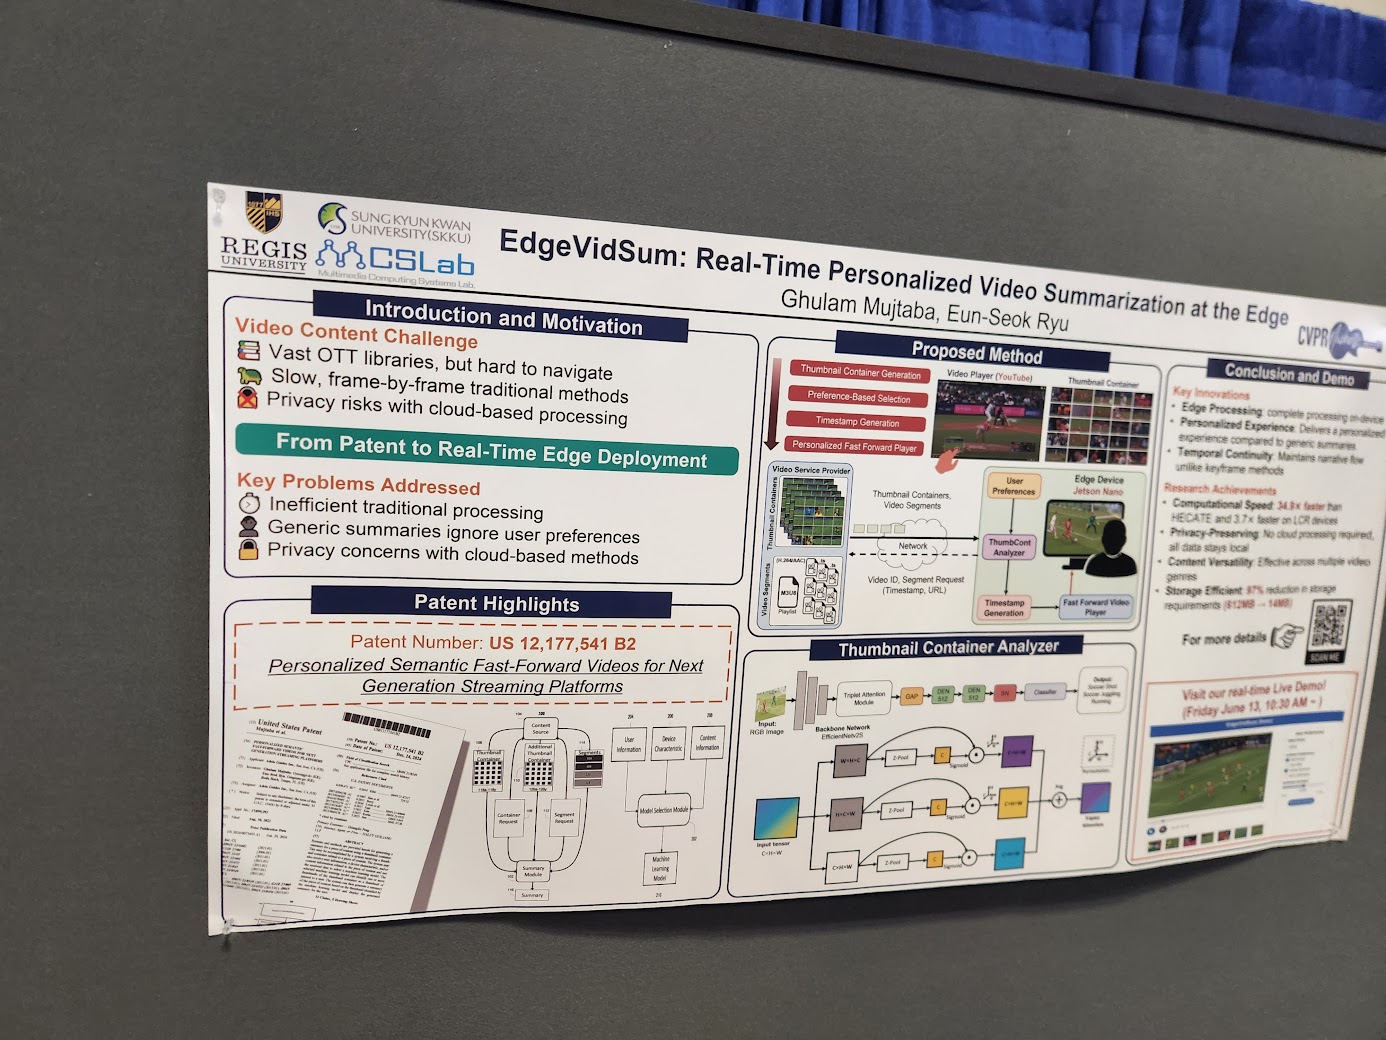 REGIS
UNIVERSITY
SUNGKYUNKWAN
UNIVERSITY(SKKU)
MCSLab
Multimedia Computing Systems Lab.
EdgeVidSum: Real-Time Personalized Video Summarization at the Edge
Ghulam Mujtaba, Eun-Seok Ryu
CVPR
Introduction and Motivation
Video Content Challenge
Vast OTT libraries, but hard to navigate
Slow, frame-by-frame traditional methods
Privacy risks with cloud-based processing
From Patent to Real-Time Edge Deployment
Key Problems Addressed
Inefficient traditional processing
Generic summaries ignore user preferences
Privacy concerns with cloud-based methods
Patent Highlights
Patent Number: US 12,177,541 B2
Personalized Semantic Fast-Forward Videos for Next
Generation Streaming Platforms
United States Patent
US 12,177,541 B2
Dec. 24, 2024
ABSTRACT
Content
Source
Thumbnail
Container
Additional
Thumbnail
Container
Segments
Container
Request
Segment
Request
Summary
Module
Summary
User
Information
Device
Characteristic
Content
Information
Model Selection Module
Machine
Learning
Model
Proposed Method
Thumbnail Container Generation
Preference-Based Selection
Timestamp Generation
Personalized Fast Forward Player
Video Player (YouTube)
Thumbnail Container
Video Service Provider
Thumbnail Containers
Video Segments
(H.264/AAC)
M3U8
Playlist
.ts
Thumbnail Containers,
Video Segments
Network
Video ID, Segment Request
(Timestamp, URL)
User
Preferences
Edge Device
Jetson Nano
ThumbCont
Analyzer
Timestamp
Generation
Fast Forward Video
Player
Thumbnail Container Analyzer
Input:
RGB Image
Backbone Network
EfficientNetv2S
Triplet Attention
Module
GAP
DEN
512
DEN
512
BN
Classifier
Output:
Soccer Shot
Soccer Juggling
Running
Input tensor
C×H×W
W×H×C
Z-Pool
C
Sigmoid
C×H×W
H×C×W
Z-Pool
C
Sigmoid
C×H×W
H×C×W
Z-Pool
C
Sigmoid
C×H×W
Avg
Conclusion and Demo
Key Innovations
• Edge Processing: complete processing on-device
• Personalized Experience: Delivers a personalized
experience compared to generic summaries
• Temporal Continuity: Maintains narrative flow
unlike keyframe methods
Research Achievements
• Computational Speed: 34.9× faster than
HECATE and 3.7× faster on LCR devices
• Privacy-Preserving: No cloud processing required,
all data stays local
• Content Versatility: Effective across multiple video
genres
• Storage Efficient: 97% reduction in storage
requirements (512MB → 14MB)
For more details
SCAN ME
Visit our real-time Live Demo!
(Friday June 13, 10:30 AM ~ )